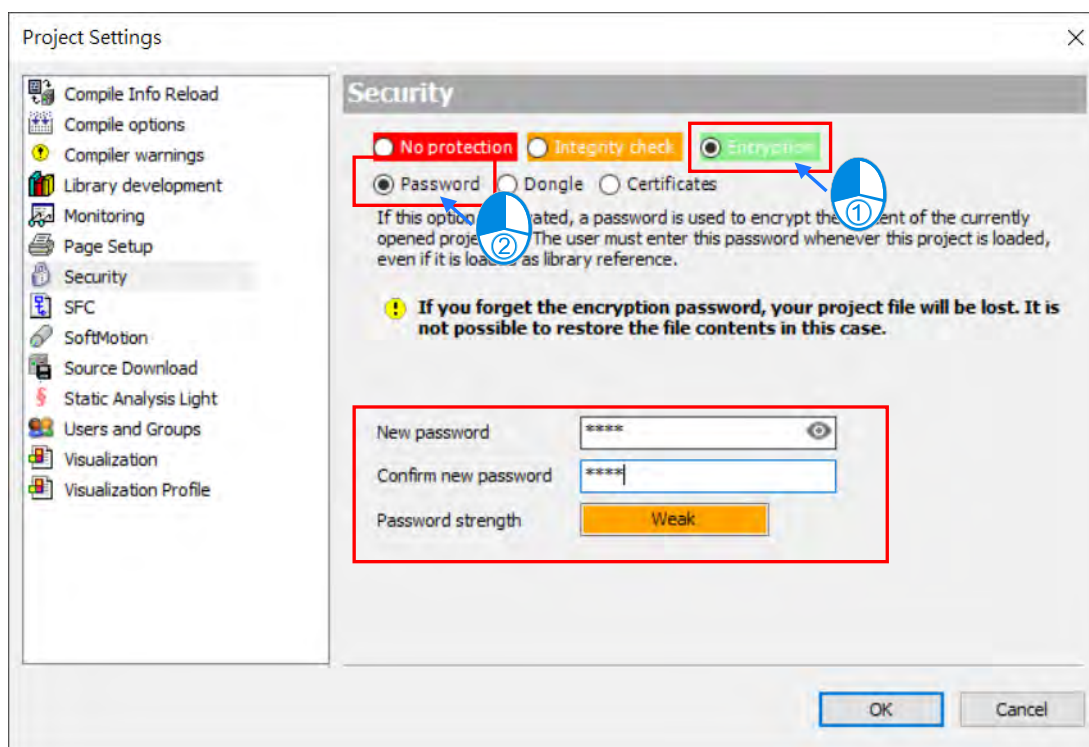 Project Settings
Compile Info Reload
Compile options
Compiler warnings
Library development
Monitoring
Page Setup
Security
SFC
SoftMotion
Source Download
Static Analysis Light
Users and Groups
Visualization
Visualization Profile
Security
No protection Integrity check Encryption
Password Dongle Certificates
①
If this option ated, a password is used to encrypt the ent of the currently
opened proje The user must enter this password whenever this project is loaded,
②
even if it is loa as library reference.
If you forget the encryption password, your project file will be lost. It is
not possible to restore the file contents in this case.
New password ****
Confirm new password ****
Password strength Weak
OK Cancel